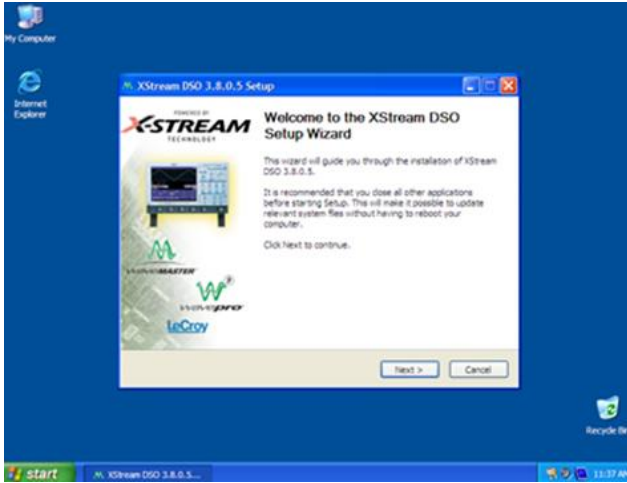 My Computer
Internet
Explorer
XStream DSO 3.8.0.5 Setup
POWERED BY
X-STREAM
TECHNOLOGY
Welcome to the XStream DSO
Setup Wizard
This wizard will guide you through the installation of XStream
DSO 3.8.0.5.
It is recommended that you close all other applications
before starting Setup. This will make it possible to update
relevant system files without having to reboot your
computer.
Click Next to continue.
WAVEMASTER
wavepro
LeCroy
Next >
Cancel
Recycle Bi
start
XStream DSO 3.8.0.5...
11:37 AM